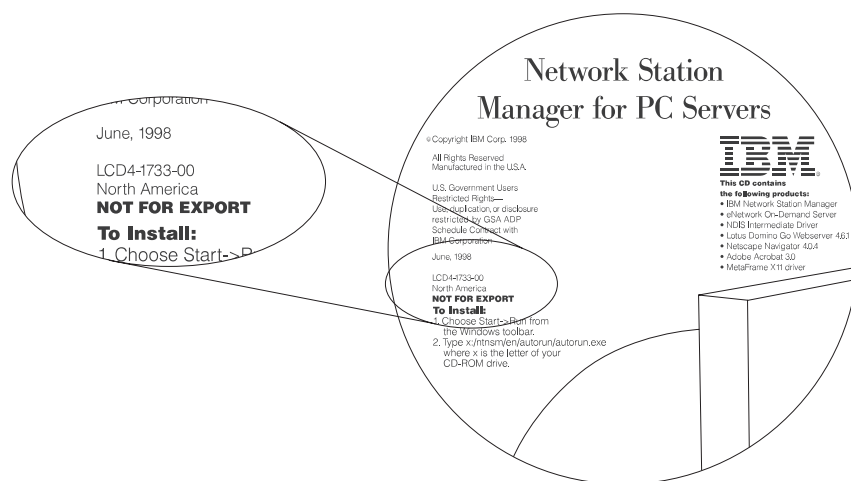 Corporation
June, 1998
LCD4-1733-00
North America
NOT FOR EXPORT
To Install:
1. Choose Start->R
Network Station
Manager for PC Servers
© Copyright IBM Corp. 1998
All Rights Reserved
Manufactured in the U.S.A.
U.S. Government Users
Restricted Rights—
Use, duplication, or disclosure
restricted by GSA ADP
Schedule Contract with
IBM Corporation
June, 1998
LCD4-1733-00
North America
NOT FOR EXPORT
To Install:
1. Choose Start->Run from
the Windows toolbar.
2. Type x:/ntnsm/en/autorun/autorun.exe
where x is the letter of your
CD-ROM drive.
IBM®
This CD contains
the following products:
• IBM Network Station Manager
• eNetwork On-Demand Server
• NDIS Intermediate Driver
• Lotus Domino Go Webserver 4.6.1
• Netscape Navigator 4.0.4
• Adobe Acrobat 3.0
• MetaFrame X11 driver